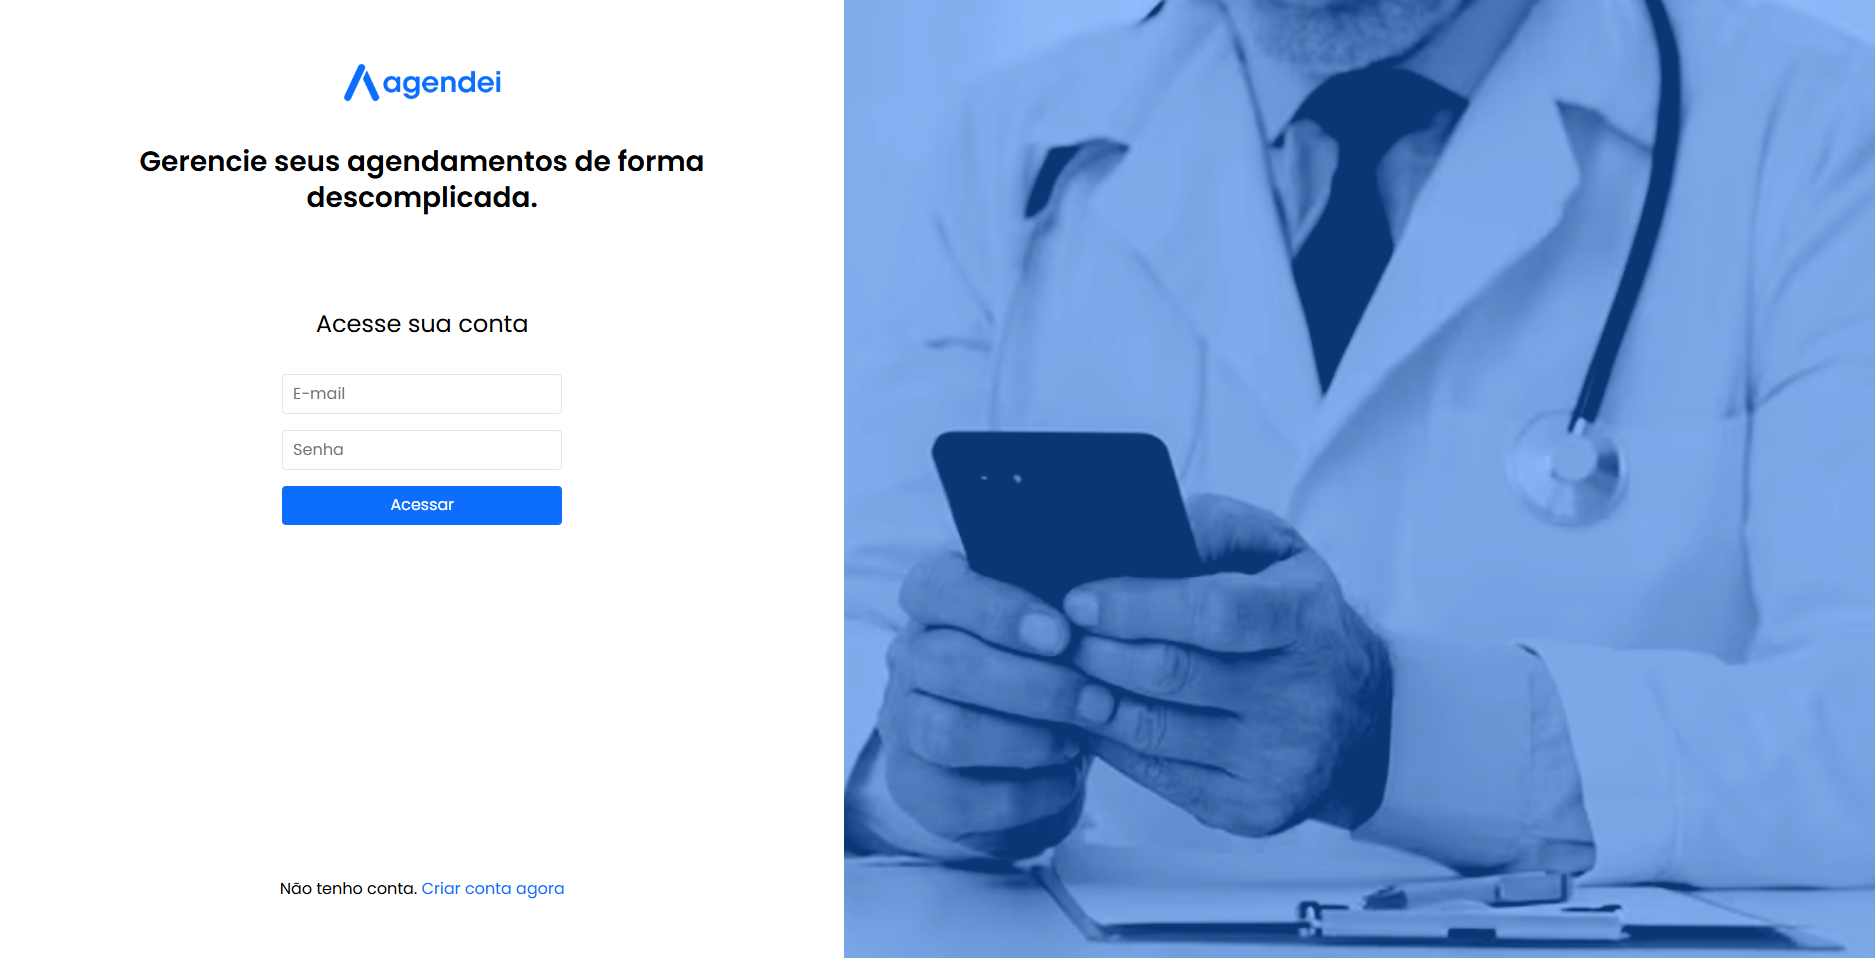 agendei
Gerencie seus agendamentos de forma
descomplicada.
Acesse sua conta
E-mail
Senha
Acessar
Não tenho conta. Criar conta agora